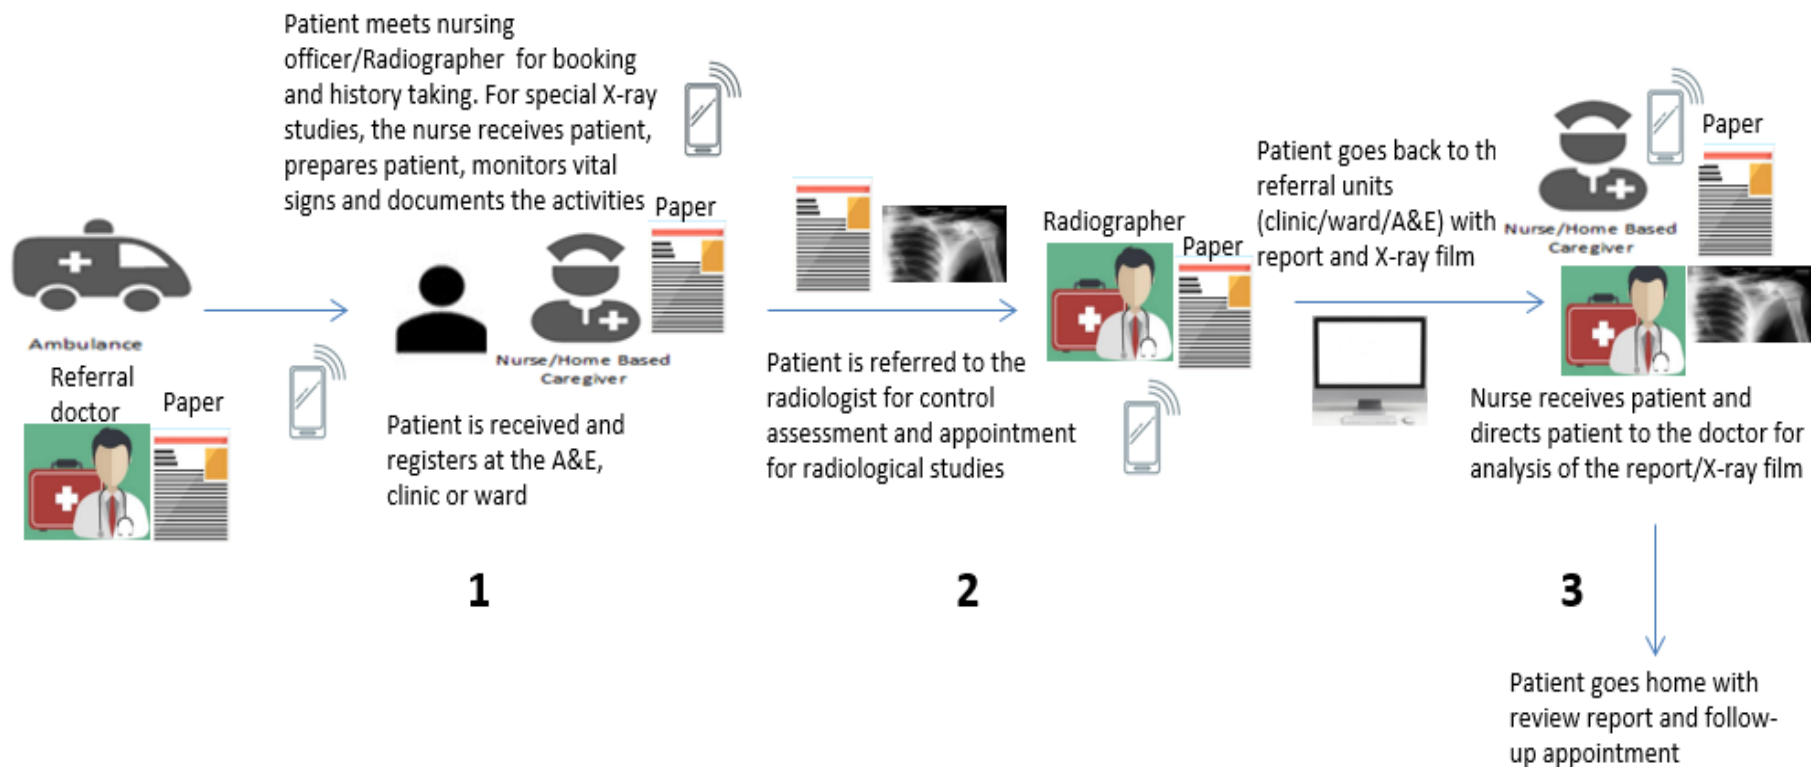 Patient meets nursing
officer/Radiographer for booking
and history taking. For special X-ray
studies, the nurse receives patient,
prepares patient, monitors vital
signs and documents the activities
Paper
Ambulance
Referral
doctor
Paper
Nurse/Home Based
Caregiver
Patient is received and
registers at the A&E,
clinic or ward
1
Radiographer
Paper
Patient is referred to the
radiologist for control
assessment and appointment
for radiological studies
2
Patient goes back to th
referral units
(clinic/ward/A&E) with
report and X-ray film
Paper
Nurse/Home Based
Caregiver
Nurse receives patient and
directs patient to the doctor for
analysis of the report/X-ray film
3
Patient goes home with
review report and follow-
up appointment